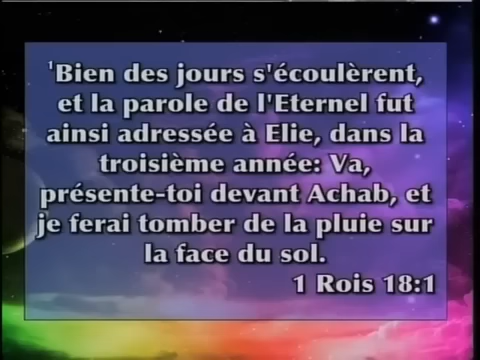 ¹Bien des jours s'écoulèrent,
et la parole de l'Eternel fut
ainsi adressée à Elie, dans la
troisième année: Va,
présente-toi devant Achab, et
je ferai tomber de la pluie sur
la face du sol.
1 Rois 18:1